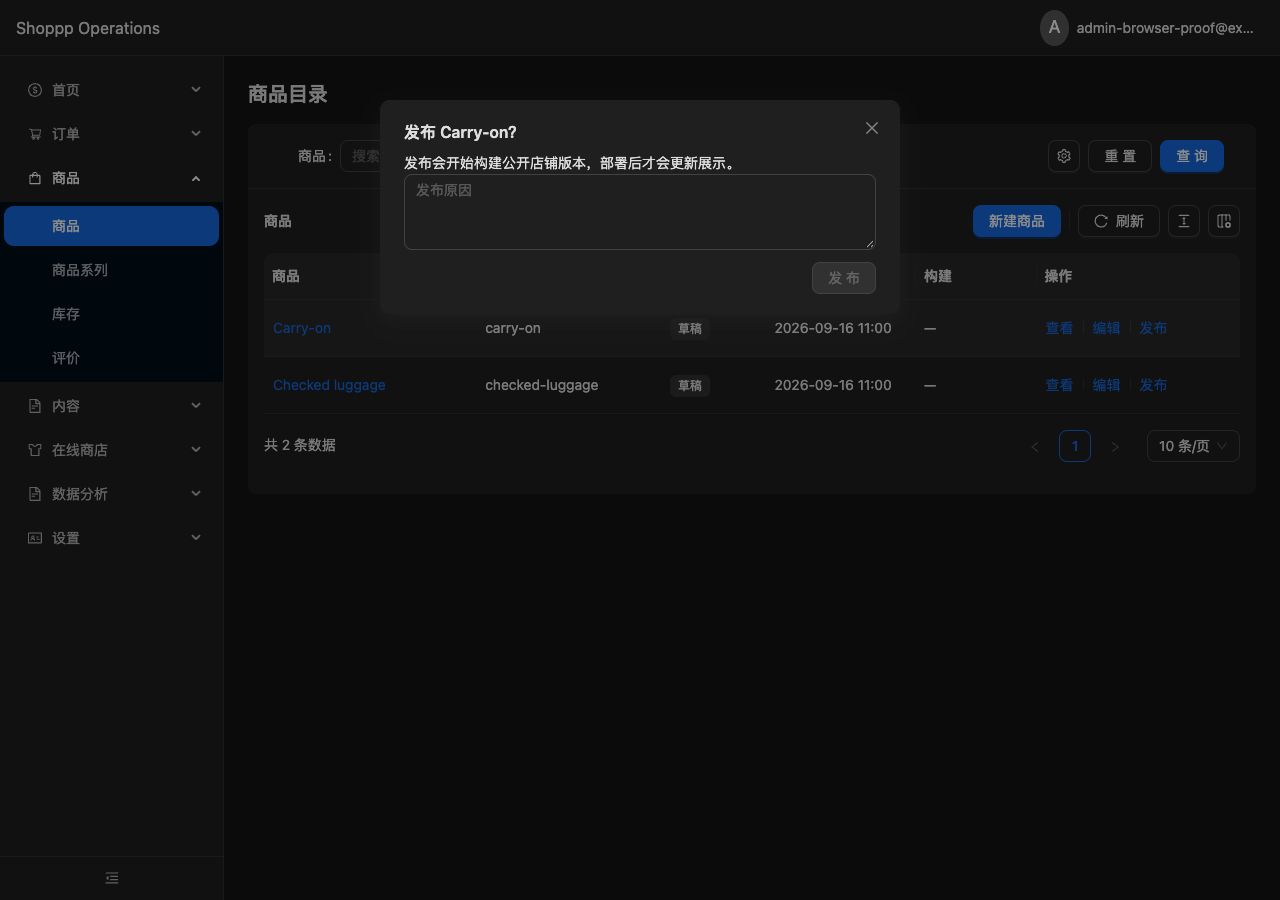 Shoppp Operations
A
admin-browser-proof@ex...
首页
订单
商品
商品
商品系列
库存
评价
内容
在线商店
数据分析
设置
商品目录
商品：
搜索
重 置
查 询
发布 Carry-on?
发布会开始构建公开店铺版本，部署后才会更新展示。
发布原因
发 布
商品
新建商品
刷新
商品
构建
操作
Carry-on
carry-on
草稿
2026-09-16 11:00
—
查看
编辑
发布
Checked luggage
checked-luggage
草稿
2026-09-16 11:00
—
查看
编辑
发布
共 2 条数据
<
1
>
10 条/页